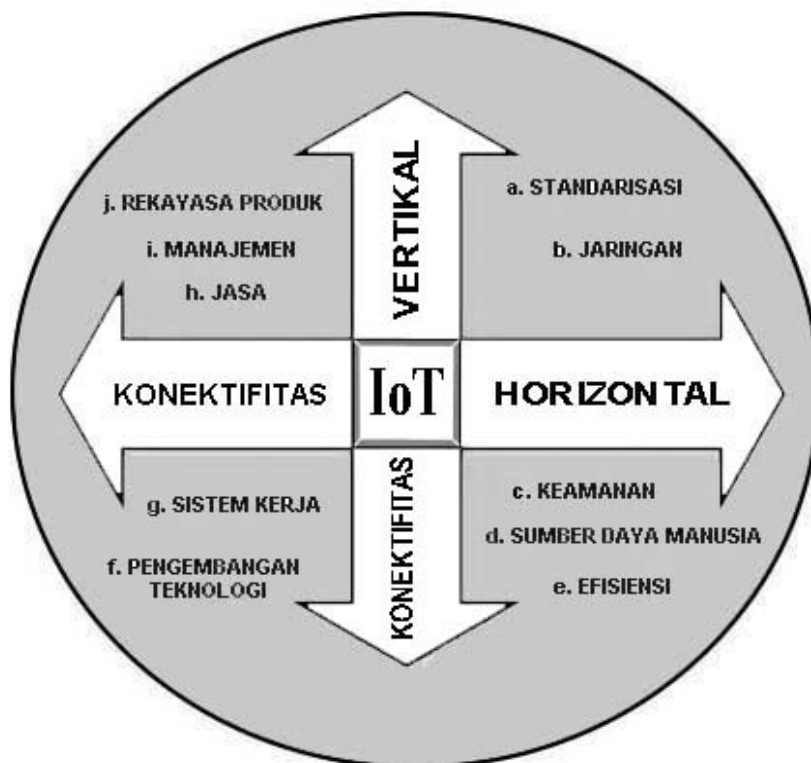 VERTIKAL
j. REKAYASA PRODUK
i. MANAJEMEN
h. JASA
a. STANDARISASI
b. JARINGAN
KONEKTIFITAS
IoT
HORIZONTAL
g. SISTEM KERJA
f. PENGEMBANGAN
TEKNOLOGI
KONEKTIFITAS
c. KEAMANAN
d. SUMBER DAYA MANUSIA
e. EFISIENSI